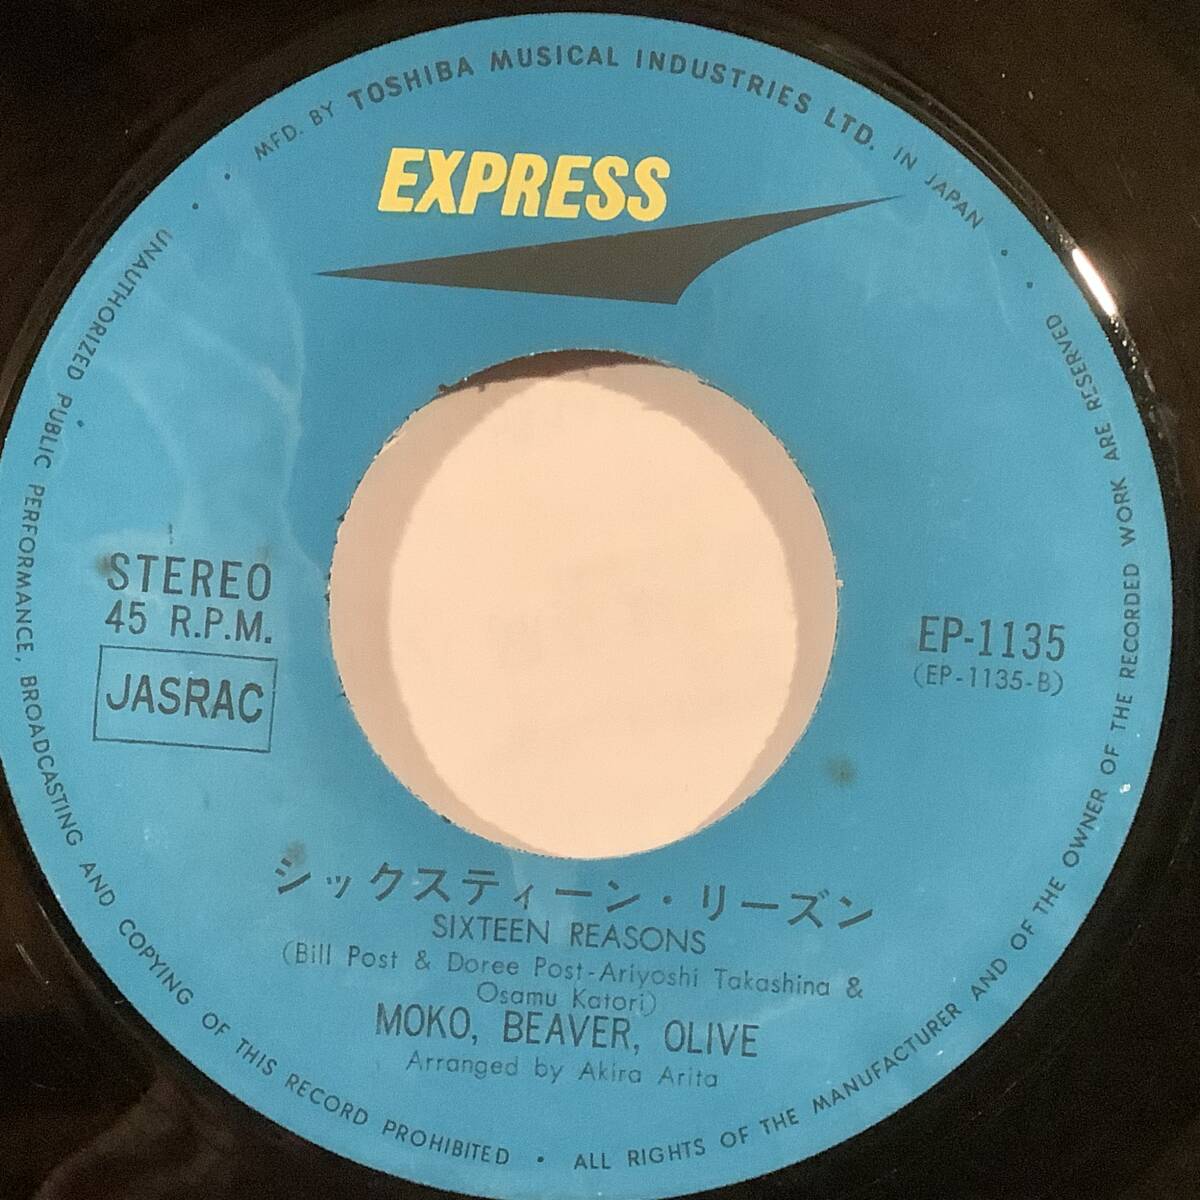 MFD. BY TOSHIBA MUSICAL INDUSTRIES LTD. IN JAPAN
EXPRESS
STEREO
45 R.P.M.
JASRAC
EP-1135
(EP-1135-B)
シックスティーン・リーズン
SIXTEEN REASONS
(Bill Post & Doree Post-Ariyoshi Takashina &
Osamu Katori)
MOKO, BEAVER, OLIVE
Arranged by Akira Arita
UNAUTHORIZED PUBLIC PERFORMANCE, BROADCASTING AND COPYING OF THIS RECORD PROHIBITED • ALL RIGHTS OF THE MANUFACTURER AND OF THE OWNER OF THE RECORDED WORK ARE RESERVED